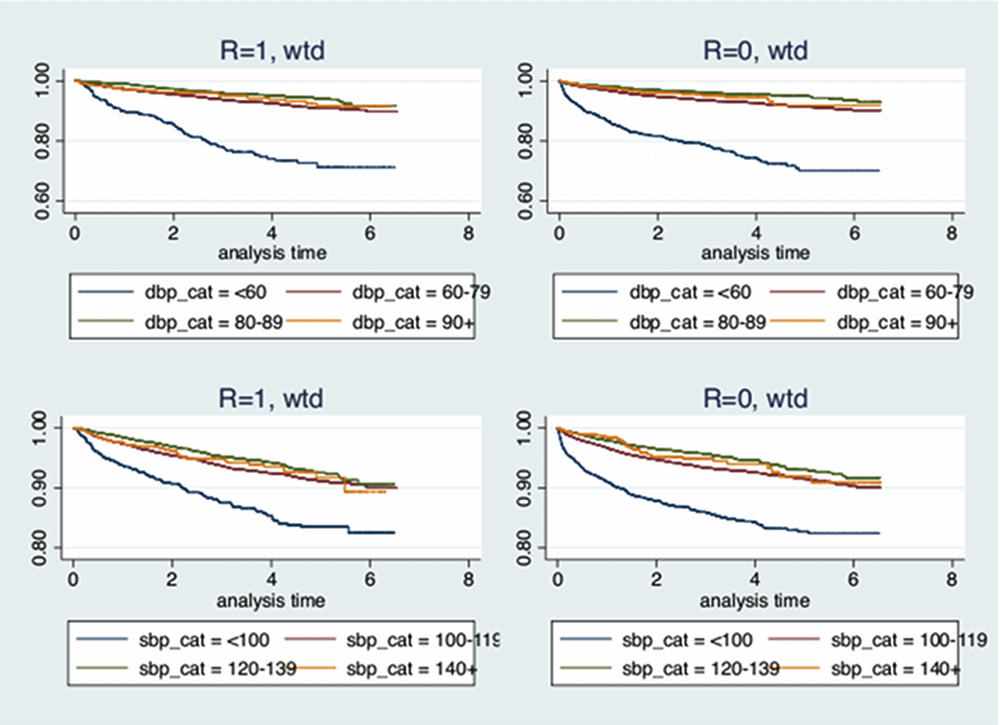 R=1, wtd
1.00
0.80
0.60
0 2 4 6 8
analysis time
dbp_cat = <60 dbp_cat = 60-79
dbp_cat = 80-89 dbp_cat = 90+
R=0, wtd
1.00
0.80
0.60
0 2 4 6 8
analysis time
dbp_cat = <60 dbp_cat = 60-79
dbp_cat = 80-89 dbp_cat = 90+
R=1, wtd
1.00
0.90
0.80
0 2 4 6 8
analysis time
sbp_cat = <100 sbp_cat = 100-119
sbp_cat = 120-139 sbp_cat = 140+
R=0, wtd
1.00
0.90
0.80
0 2 4 6 8
analysis time
sbp_cat = <100 sbp_cat = 100-119
sbp_cat = 120-139 sbp_cat = 140+